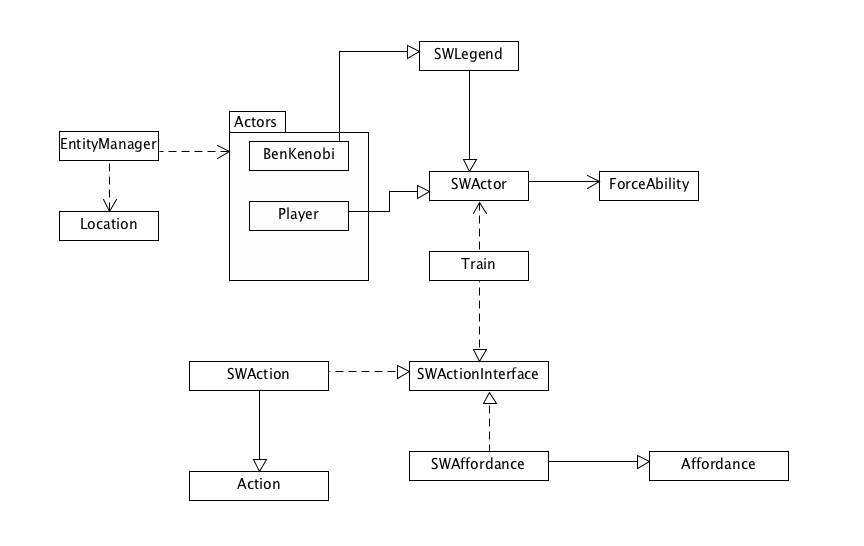 SWLegend
Actors
EntityManager
BenKenobi
SWActor
ForceAbility
Location
Player
Train
SWAction
SWActionInterface
SWAffordance
Affordance
Action